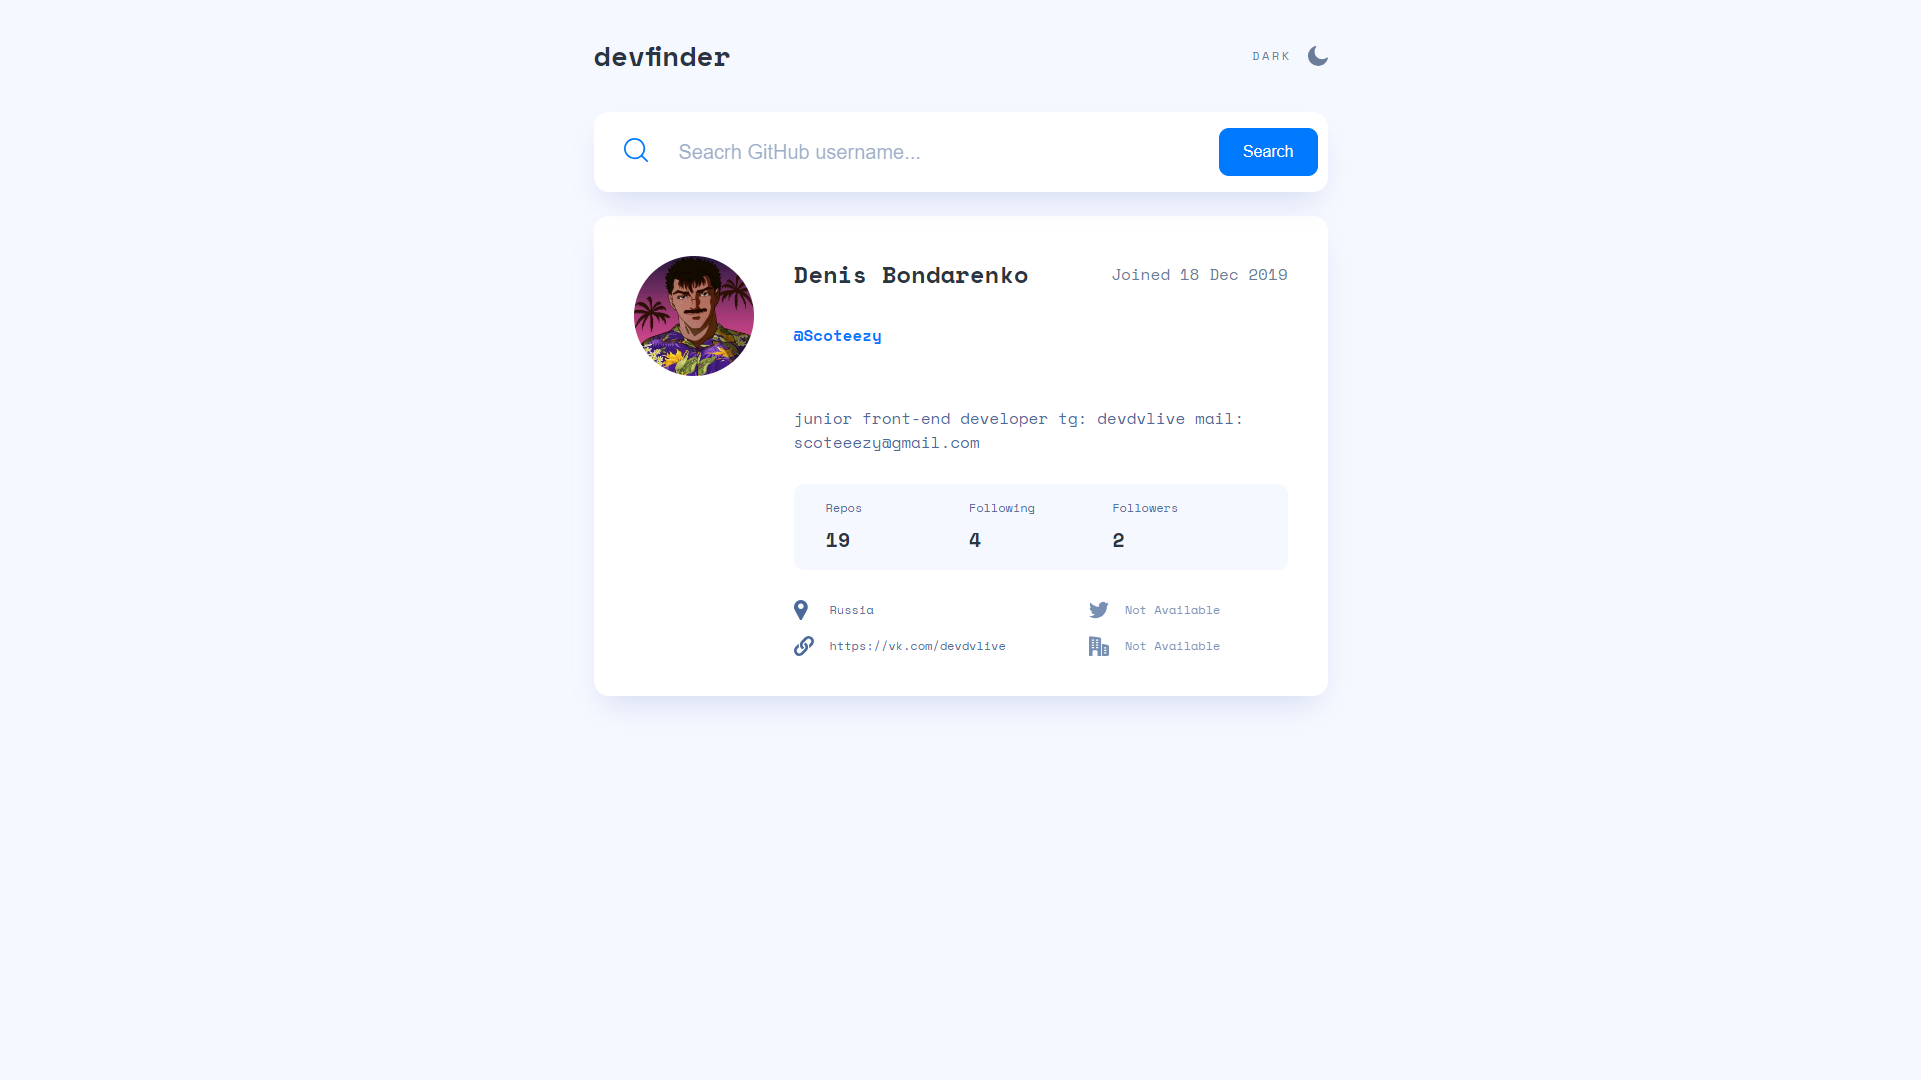 devfinder
DARK
Seacrh GitHub username...
Search
Denis Bondarenko
Joined 18 Dec 2019
@Scoteezy
junior front-end developer tg: devdvlive mail:
scoteeezy@gmail.com
Repos
Following
Followers
19
4
2
Russia
Not Available
https://vk.com/devdvlive
Not Available